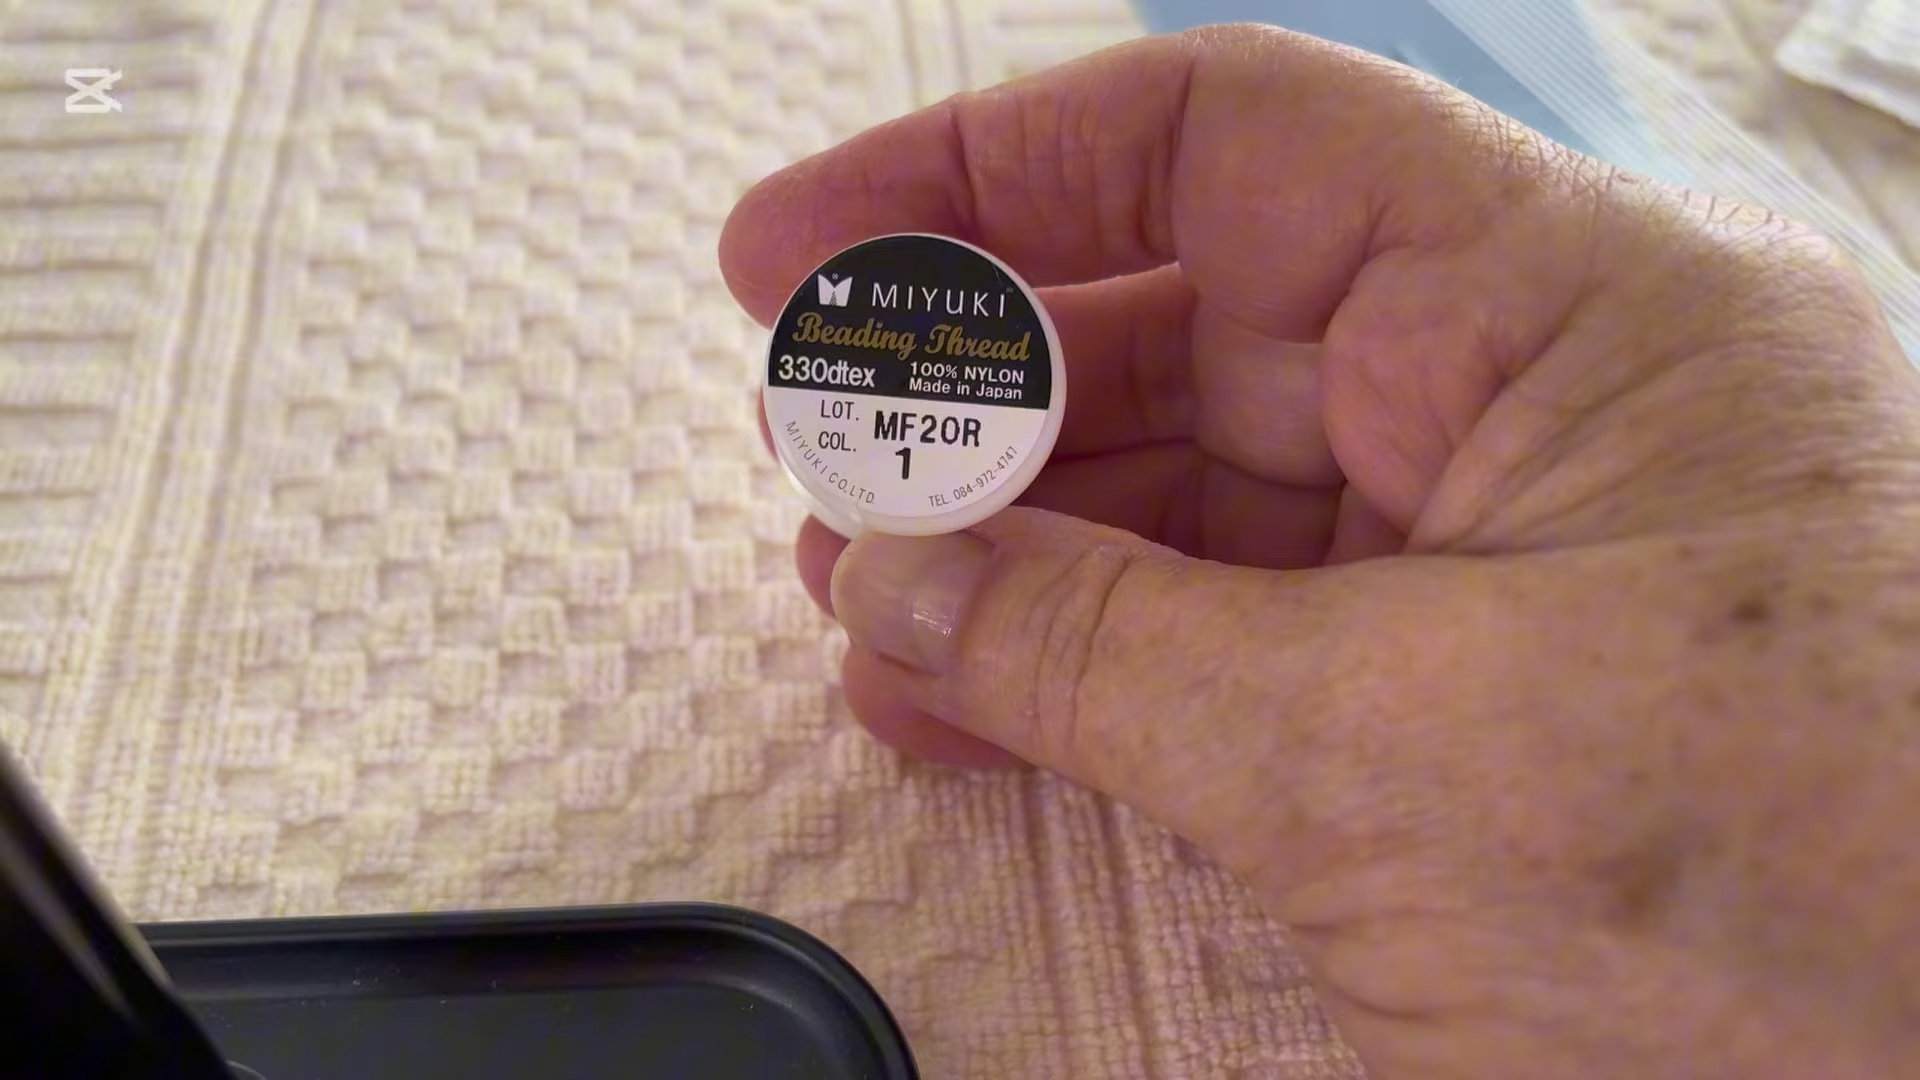 MIYUKI
Beading Thread
330dtex 100% NYLON
Made in Japan
LOT. MF20R
COL. 1
MIYUKI CO.,LTD.
TEL. 084-972-4747